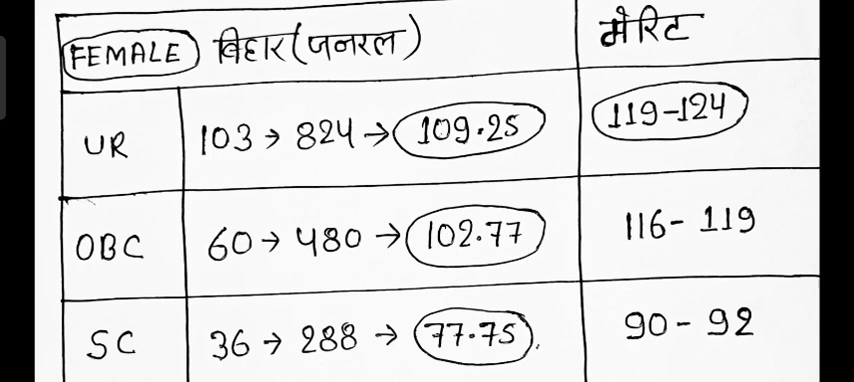 FEMALE बिहार (जनरल) मेरिट
UR 103 → 824 → 109.25 119-124
OBC 60 → 480 → 102.77 116-119
SC 36 → 288 → 77.75 90-92